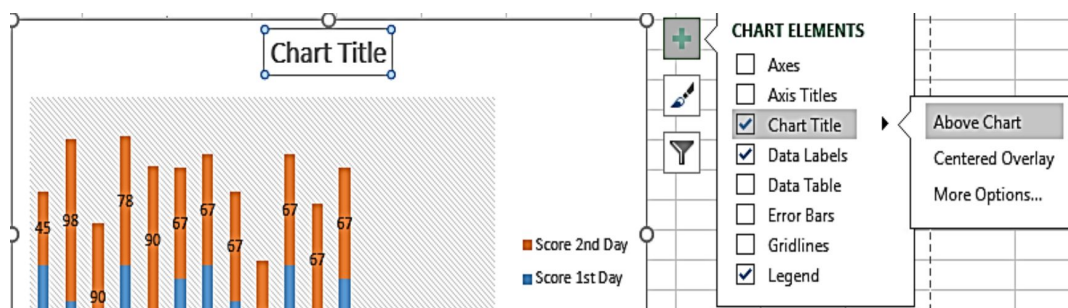 Chart Title
45
98
90
78
90
67
67
67
67
67
67
Score 2nd Day
Score 1st Day
CHART ELEMENTS
Axes
Axis Titles
Chart Title
Data Labels
Data Table
Error Bars
Gridlines
Legend
Above Chart
Centered Overlay
More Options...